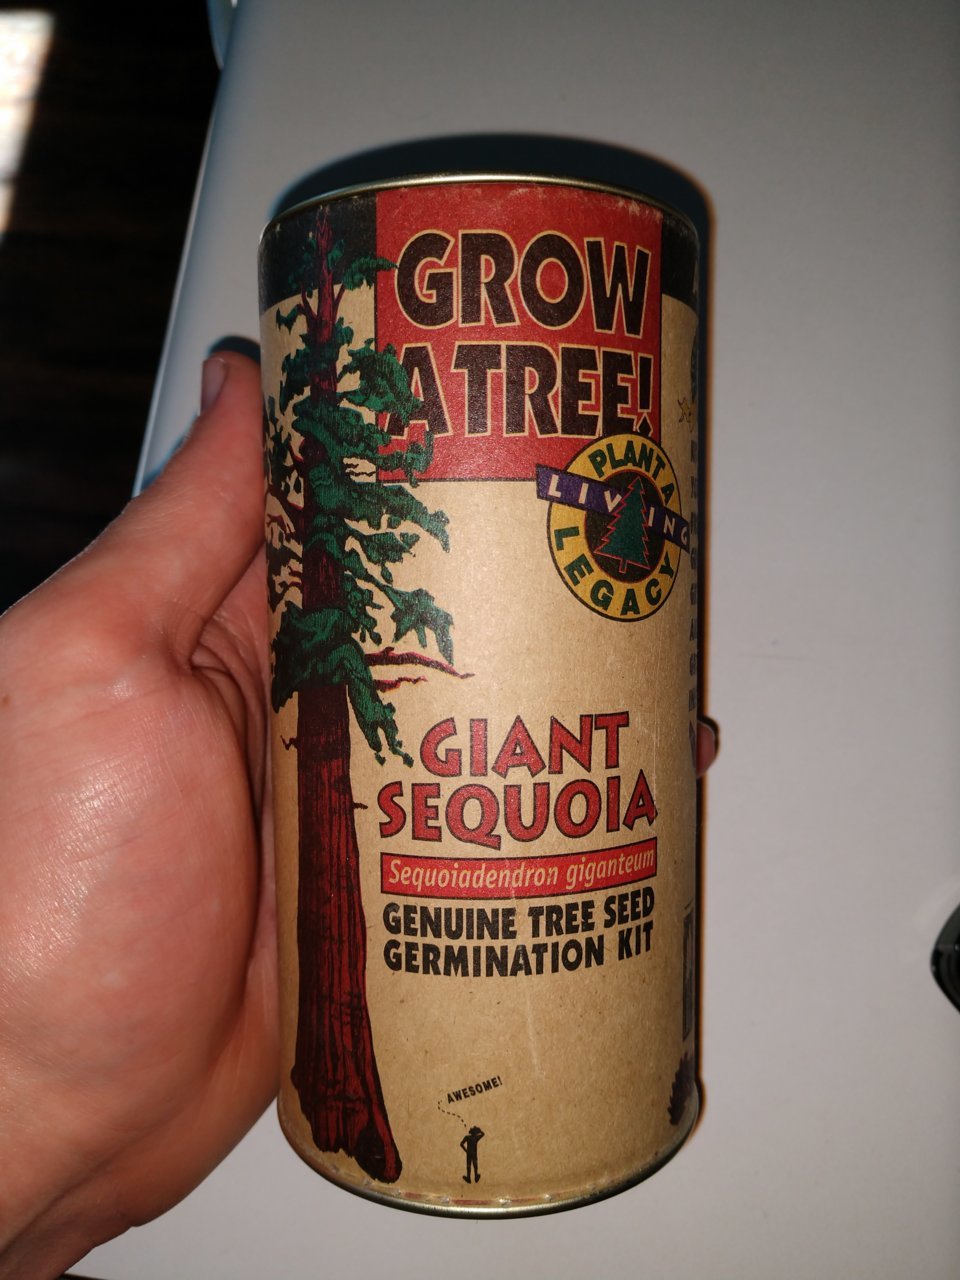 GROW
A TREE!
PLANT A
LIVING
LEGACY
GIANT
SEQUOIA
Sequoiadendron giganteum
GENUINE TREE SEED
GERMINATION KIT
AWESOME!